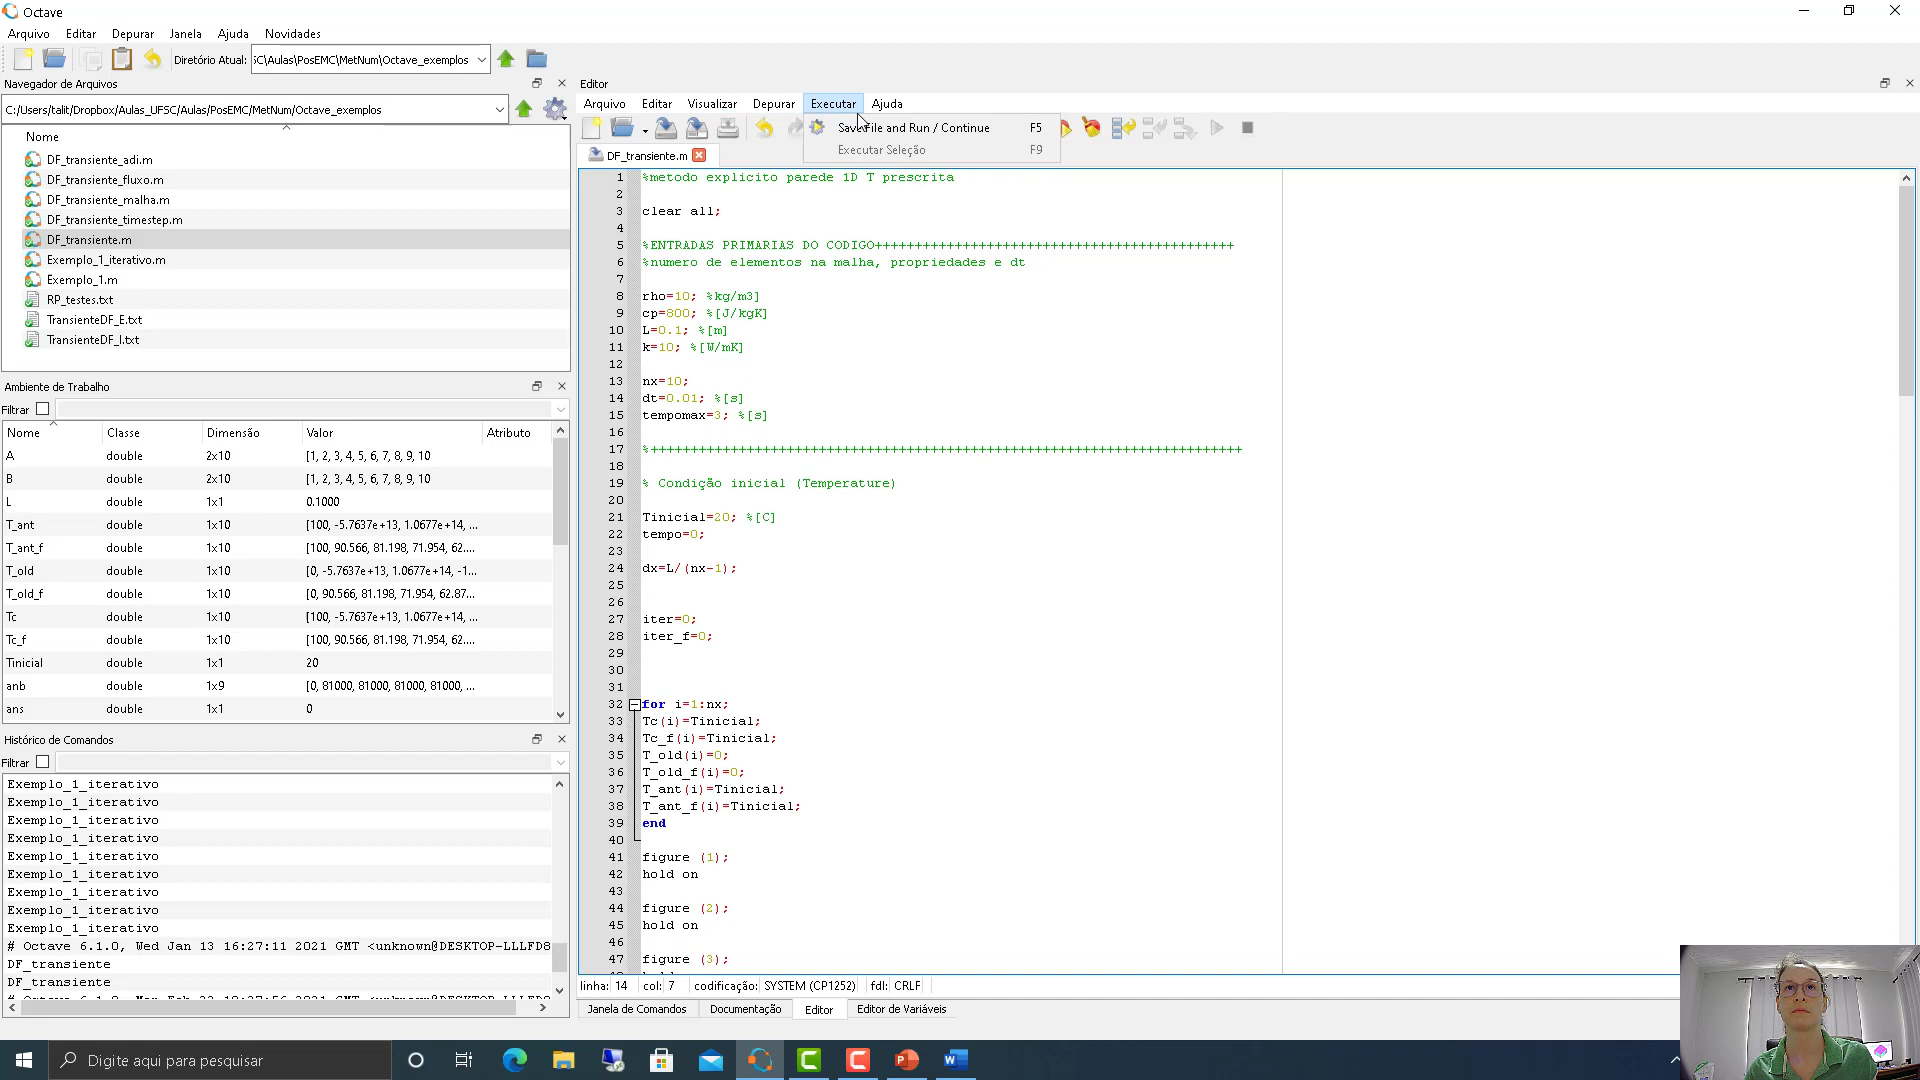 Octave
Arquivo Editar Depurar Janela Ajuda Novidades
Diretório Atual: ;C\Aulas\PosEMC\MetNum\Octave_exemplos
Navegador de Arquivos
C:/Users/talit/Dropbox/Aulas_UFSC/Aulas/PosEMC/MetNum/Octave_exemplos
Nome
DF_transiente_adi.m
DF_transiente_fluxo.m
DF_transiente_malha.m
DF_transiente_timestep.m
DF_transiente.m
Exemplo_1_iterativo.m
Exemplo_1.m
RP_testes.txt
TransienteDF_E.txt
TransienteDF_I.txt
Ambiente de Trabalho
Filtrar
Nome Classe Dimensão Valor Atributo
A double 2x10 [1, 2, 3, 4, 5, 6, 7, 8, 9, 10
B double 2x10 [1, 2, 3, 4, 5, 6, 7, 8, 9, 10
L double 1x1 0.1000
T_ant double 1x10 [100, -5.7637e+13, 1.0677e+14, ...
T_ant_f double 1x10 [100, 90.566, 81.198, 71.954, 62....
T_old double 1x10 [0, -5.7637e+13, 1.0677e+14, -1...
T_old_f double 1x10 [0, 90.566, 81.198, 71.954, 62.87...
Tc double 1x10 [100, -5.7637e+13, 1.0677e+14, ...
Tc_f double 1x10 [100, 90.566, 81.198, 71.954, 62....
Tinicial double 1x1 20
anb double 1x9 [0, 81000, 81000, 81000, 81000, ...
ans double 1x1 0
Histórico de Comandos
Filtrar
Exemplo_1_iterativo
Exemplo_1_iterativo
Exemplo_1_iterativo
Exemplo_1_iterativo
Exemplo_1_iterativo
Exemplo_1_iterativo
Exemplo_1_iterativo
Exemplo_1_iterativo
Exemplo_1_iterativo
# Octave 6.1.0, Wed Jan 13 16:27:11 2021 GMT <unknown@DESKTOP-LLLFD8
DF_transiente
DF_transiente
Editor
Arquivo Editar Visualizar Depurar Executar Ajuda
Save File and Run / Continue F5
Executar Seleção F9
DF_transiente.m
1 %metodo explicito parede 1D T prescrita
2
3 clear all;
4
5 %ENTRADAS PRIMARIAS DO CODIGO+++++++++++++++++++++++++++++++++++++++++++++
6 %numero de elementos na malha, propriedades e dt
7
8 rho=10; %kg/m3]
9 cp=800; %[J/kgK]
10 L=0.1; %[m]
11 k=10; %[W/mK]
12
13 nx=10;
14 dt=0.01; %[s]
15 tempomax=3; %[s]
16
17 %++++++++++++++++++++++++++++++++++++++++++++++++++++++++++++++++++++++++++
18
19 % Condição inicial (Temperature)
20
21 Tinicial=20; %[C]
22 tempo=0;
23
24 dx=L/(nx-1);
25
26
27 iter=0;
28 iter_f=0;
29
30
31
32 for i=1:nx;
33 Tc(i)=Tinicial;
34 Tc_f(i)=Tinicial;
35 T_old(i)=0;
36 T_old_f(i)=0;
37 T_ant(i)=Tinicial;
38 T_ant_f(i)=Tinicial;
39 end
40
41 figure (1);
42 hold on
43
44 figure (2);
45 hold on
46
47 figure (3);
linha: 14 col: 7 codificação: SYSTEM (CP1252) fdl: CRLF
Janela de Comandos Documentação Editor Editor de Variáveis
Digite aqui para pesquisar